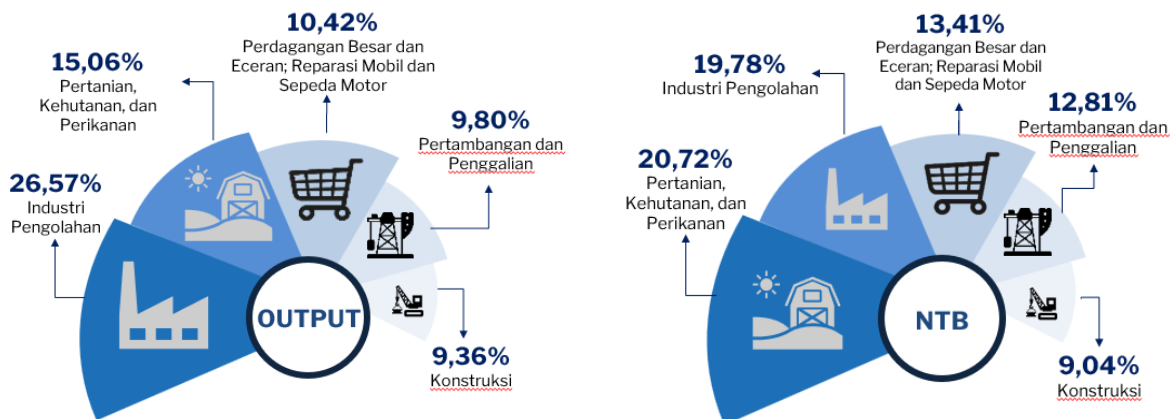 10,42%
Perdagangan Besar dan
Eceran; Reparasi Mobil dan
Sepeda Motor
15,06%
Pertanian,
Kehutanan, dan
Perikanan
9,80%
Pertambangan dan
Penggalian
26,57%
Industri
Pengolahan
OUTPUT
9,36%
Konstruksi
13,41%
Perdagangan Besar dan
Eceran; Reparasi Mobil
dan Sepeda Motor
19,78%
Industri Pengolahan
12,81%
Pertambangan dan
Penggalian
20,72%
Pertanian,
Kehutanan, dan
Perikanan
NTB
9,04%
Konstruksi